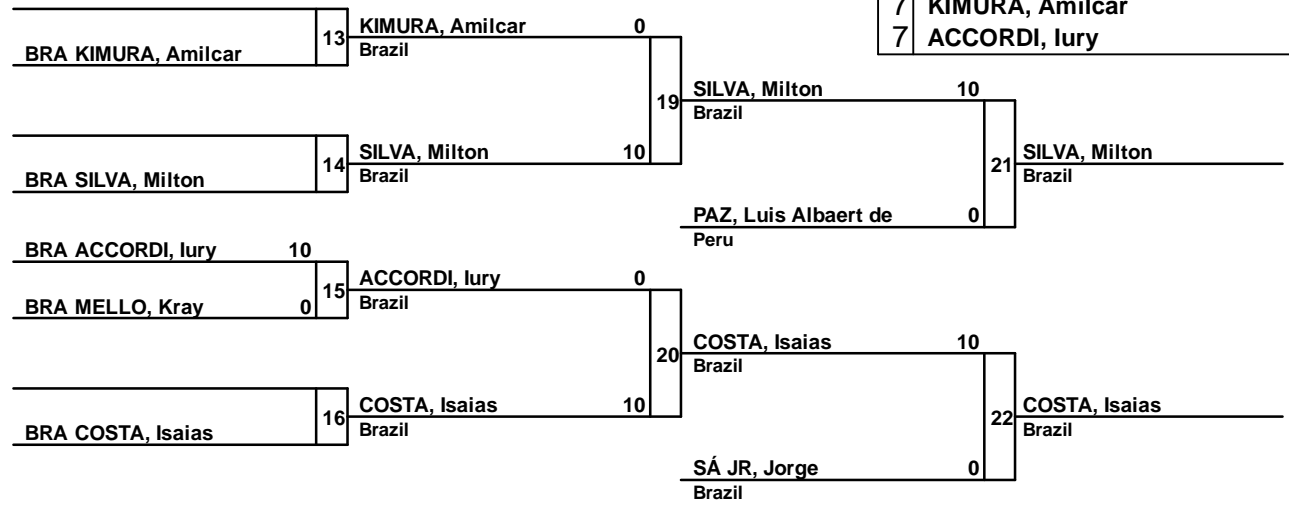 7 KIMURA, Amilcar
7 ACCORDI, Iury
13 KIMURA, Amilcar 0
BRA KIMURA, Amilcar Brazil
19 SILVA, Milton 10
Brazil
14 SILVA, Milton 10
BRA SILVA, Milton Brazil
21 SILVA, Milton
Brazil
PAZ, Luis Albaert de 0
Peru
BRA ACCORDI, Iury 10
15 ACCORDI, Iury 0
BRA MELLO, Kray 0 Brazil
20 COSTA, Isaias 10
Brazil
16 COSTA, Isaias 10
BRA COSTA, Isaias Brazil
22 COSTA, Isaias
Brazil
SÁ JR, Jorge 0
Brazil